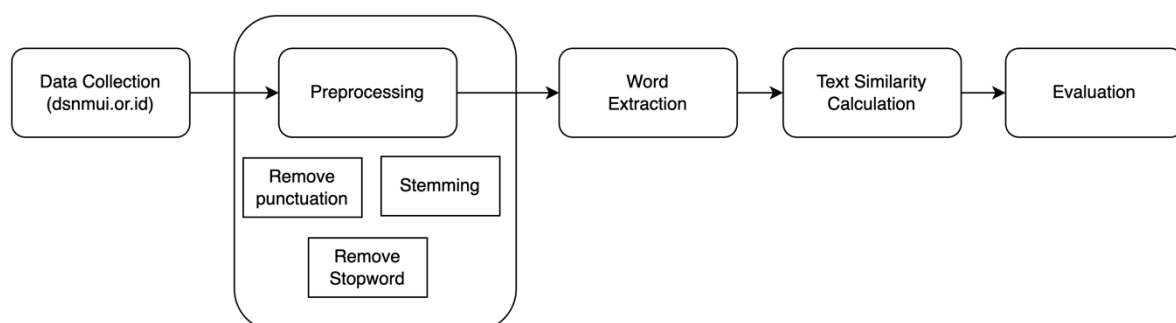 Data Collection
(dsnmui.or.id)
Preprocessing
Remove
punctuation
Stemming
Remove
Stopword
Word
Extraction
Text Similarity
Calculation
Evaluation